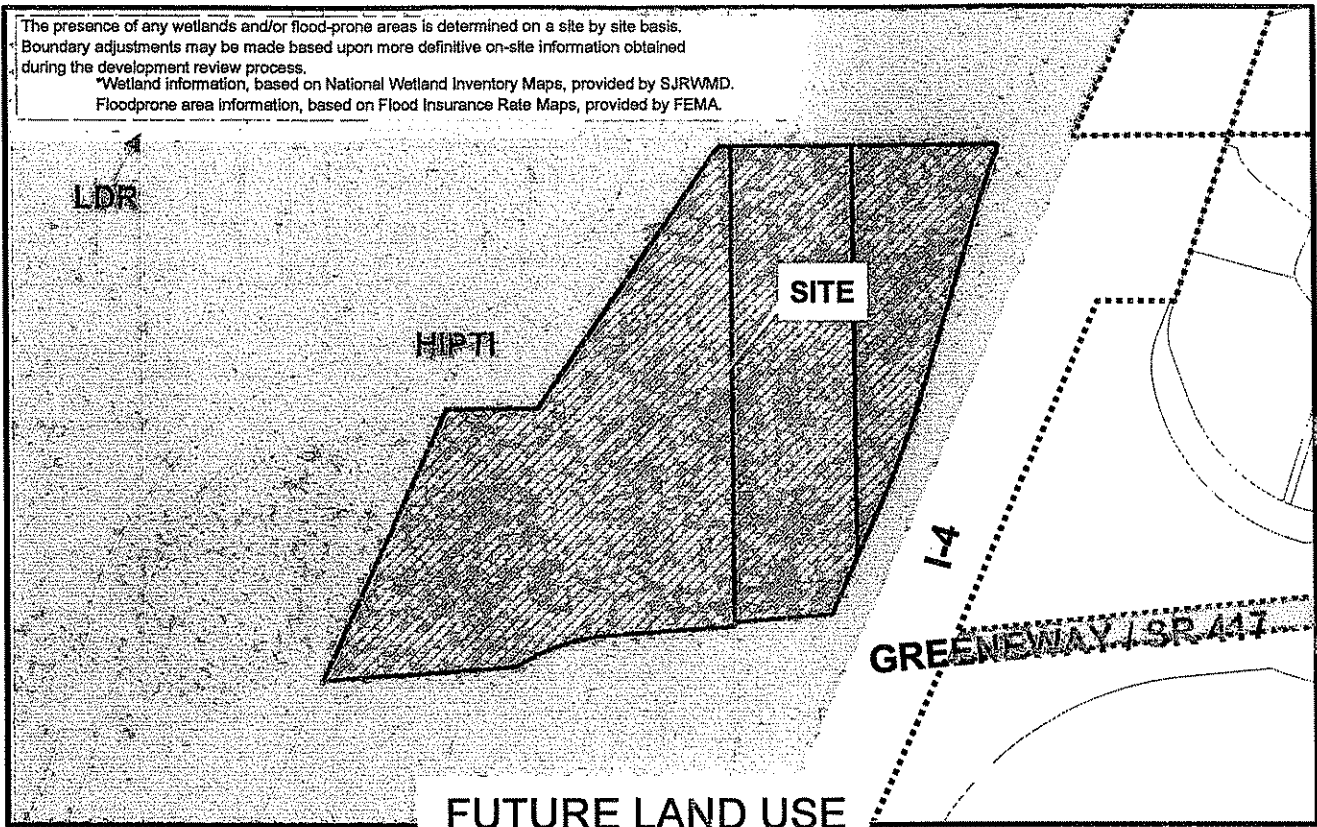 The presence of any wetlands and/or flood-prone areas is determined on a site by site basis.
Boundary adjustments may be made based upon more definitive on-site information obtained
during the development review process.
*Wetland information, based on National Wetland Inventory Maps, provided by SJRWMD.
Floodprone area information, based on Flood Insurance Rate Maps, provided by FEMA.
LDR
SITE
HIPTI
I-4
GREENEWAY / SR 417
FUTURE LAND USE